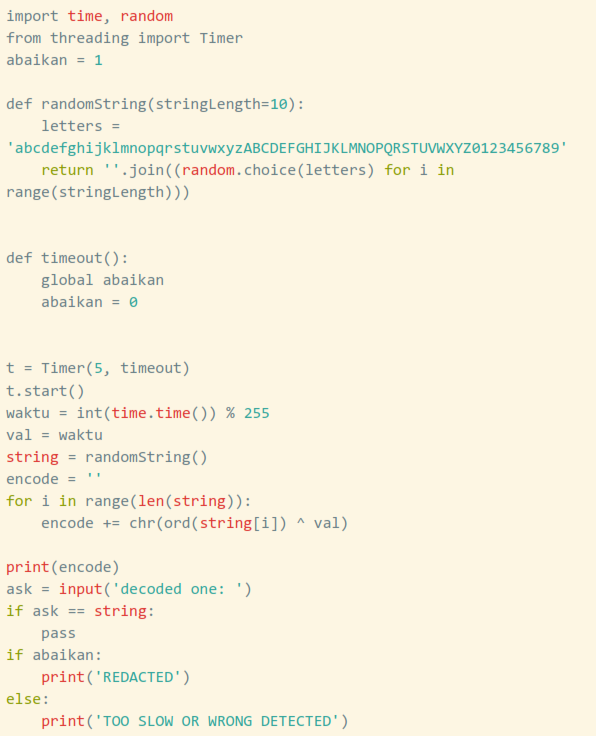 import time, random
from threading import Timer
abaikan = 1
def randomString(stringLength=10):
    letters =
'abcdefghijklmnopqrstuvwxyzABCDEFGHIJKLMNOPQRSTUVWXYZ0123456789'
    return ''.join((random.choice(letters) for i in
range(stringLength)))
def timeout():
    global abaikan
    abaikan = 0
t = Timer(5, timeout)
t.start()
waktu = int(time.time()) % 255
val = waktu
string = randomString()
encode = ''
for i in range(len(string)):
    encode += chr(ord(string[i]) ^ val)
print(encode)
ask = input('decoded one: ')
if ask == string:
    pass
if abaikan:
    print('REDACTED')
else:
    print('TOO SLOW OR WRONG DETECTED')